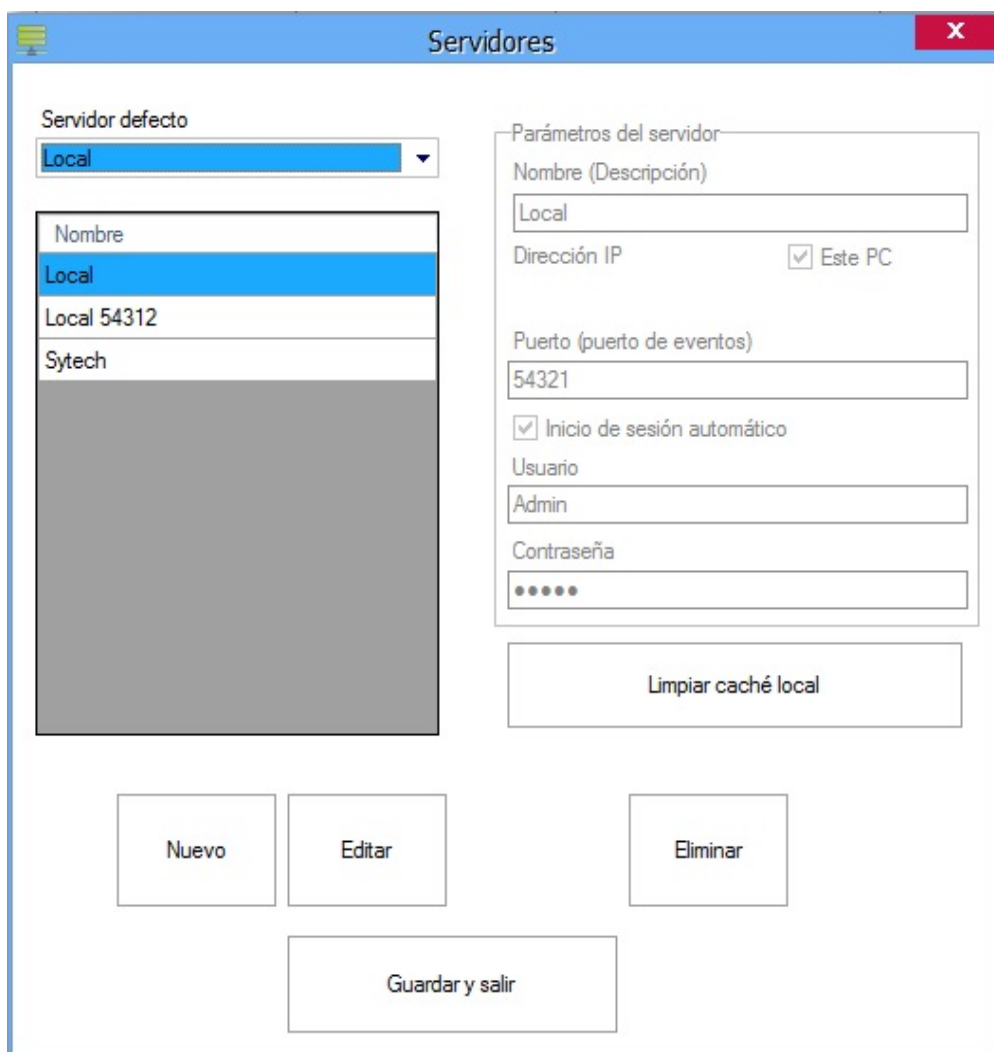 Servidores
X
Servidor defecto
Local
Nombre
Local
Local 54312
Sytech
Parámetros del servidor
Nombre (Descripción)
Local
Dirección IP
Este PC
Puerto (puerto de eventos)
54321
Inicio de sesión automático
Usuario
Admin
Contraseña
•••••
Limpiar caché local
Nuevo
Editar
Eliminar
Guardar y salir